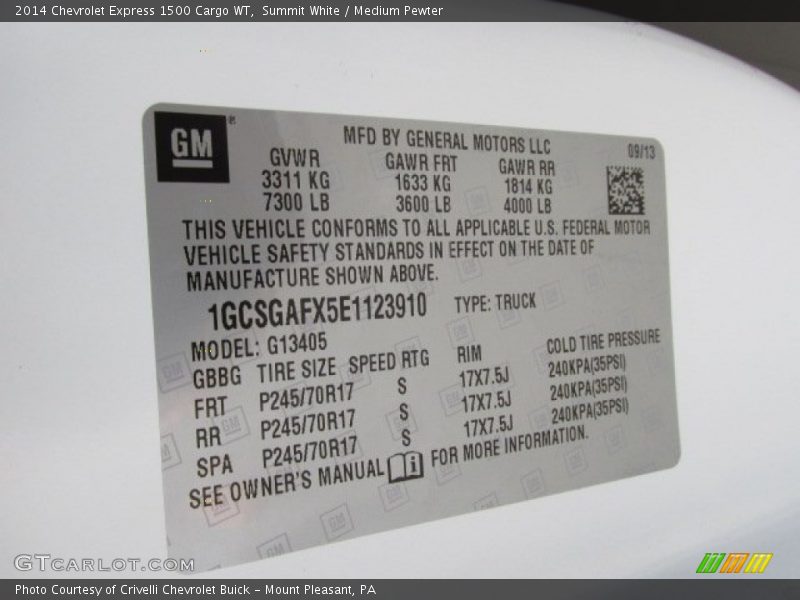 2014 Chevrolet Express 1500 Cargo WT, Summit White / Medium Pewter
GM®
MFD BY GENERAL MOTORS LLC 09/13
GVWR GAWR FRT GAWR RR
3311 KG 1633 KG 1814 KG
7300 LB 3600 LB 4000 LB
THIS VEHICLE CONFORMS TO ALL APPLICABLE U.S. FEDERAL MOTOR
VEHICLE SAFETY STANDARDS IN EFFECT ON THE DATE OF
MANUFACTURE SHOWN ABOVE.
1GCSGAFX5E1123910 TYPE: TRUCK
MODEL: G13405
GBBG TIRE SIZE SPEED RTG RIM COLD TIRE PRESSURE
FRT P245/70R17 S 17X7.5J 240KPA(35PSI)
RR P245/70R17 S 17X7.5J 240KPA(35PSI)
SPA P245/70R17 S 17X7.5J 240KPA(35PSI)
SEE OWNER'S MANUAL FOR MORE INFORMATION.
GTCARLOT.COM
Photo Courtesy of Crivelli Chevrolet Buick - Mount Pleasant, PA